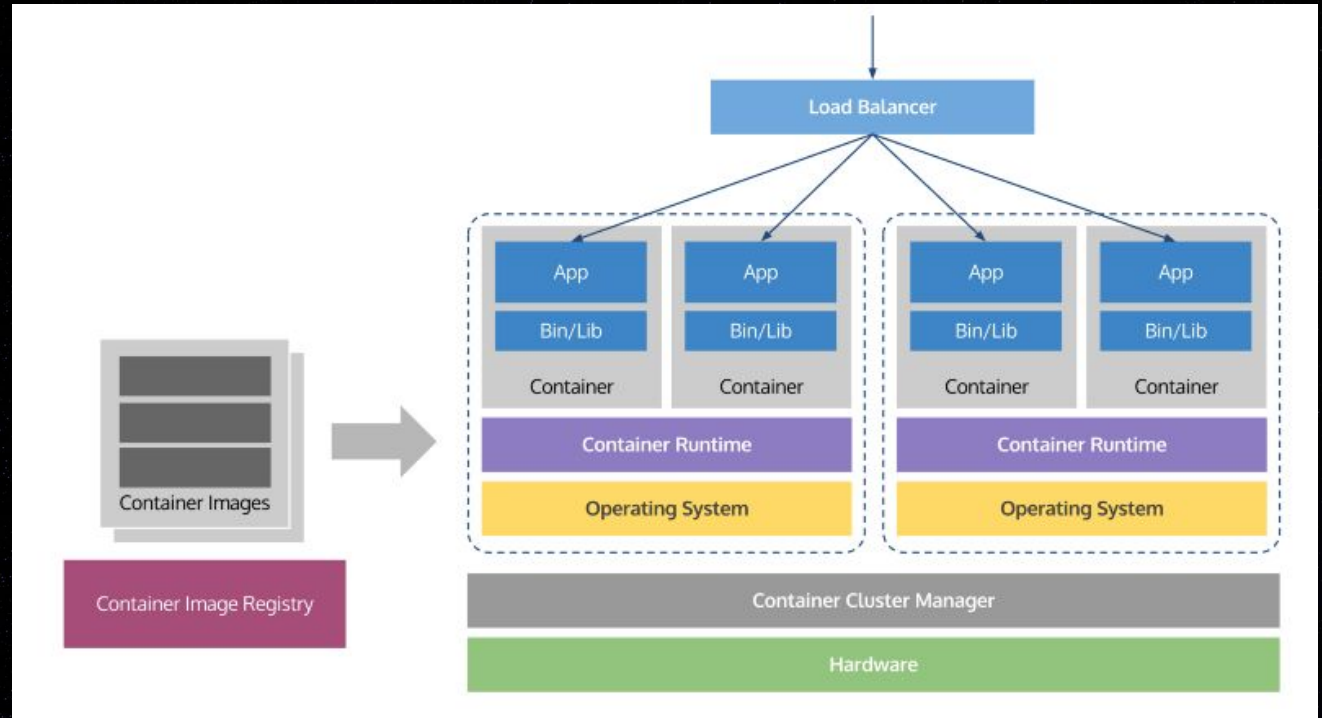 Load Balancer
App
App
App
App
Bin/Lib
Bin/Lib
Bin/Lib
Bin/Lib
Container
Container
Container
Container
Container Runtime
Container Runtime
Operating System
Operating System
Container Images
Container Image Registry
Container Cluster Manager
Hardware